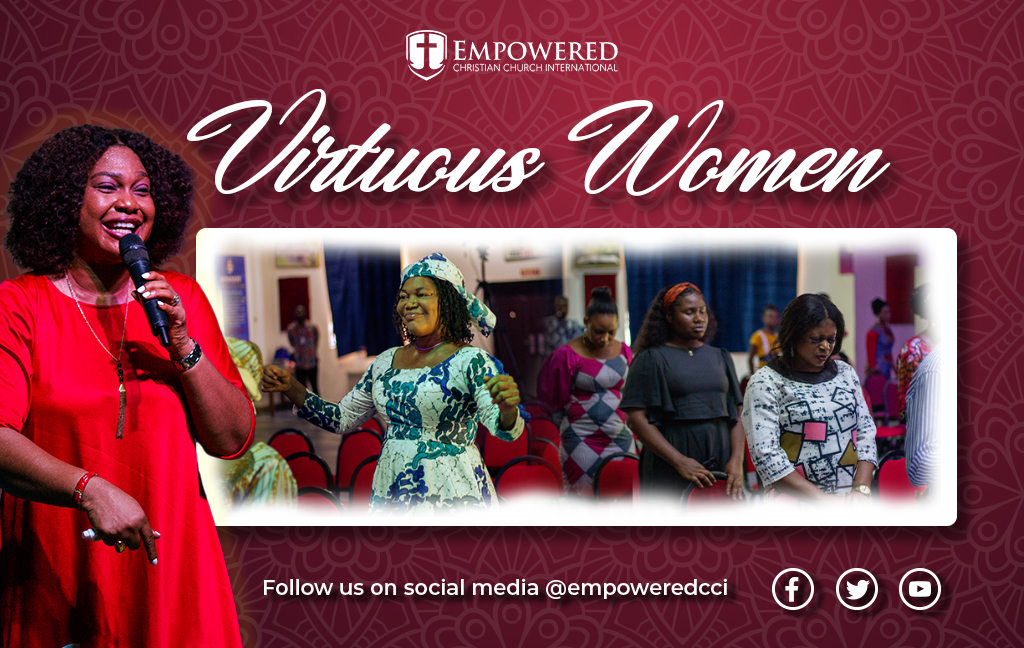 EMPOWERED
CHRISTIAN CHURCH INTERNATIONAL
Virtuous Women
Follow us on social media @empoweredcci